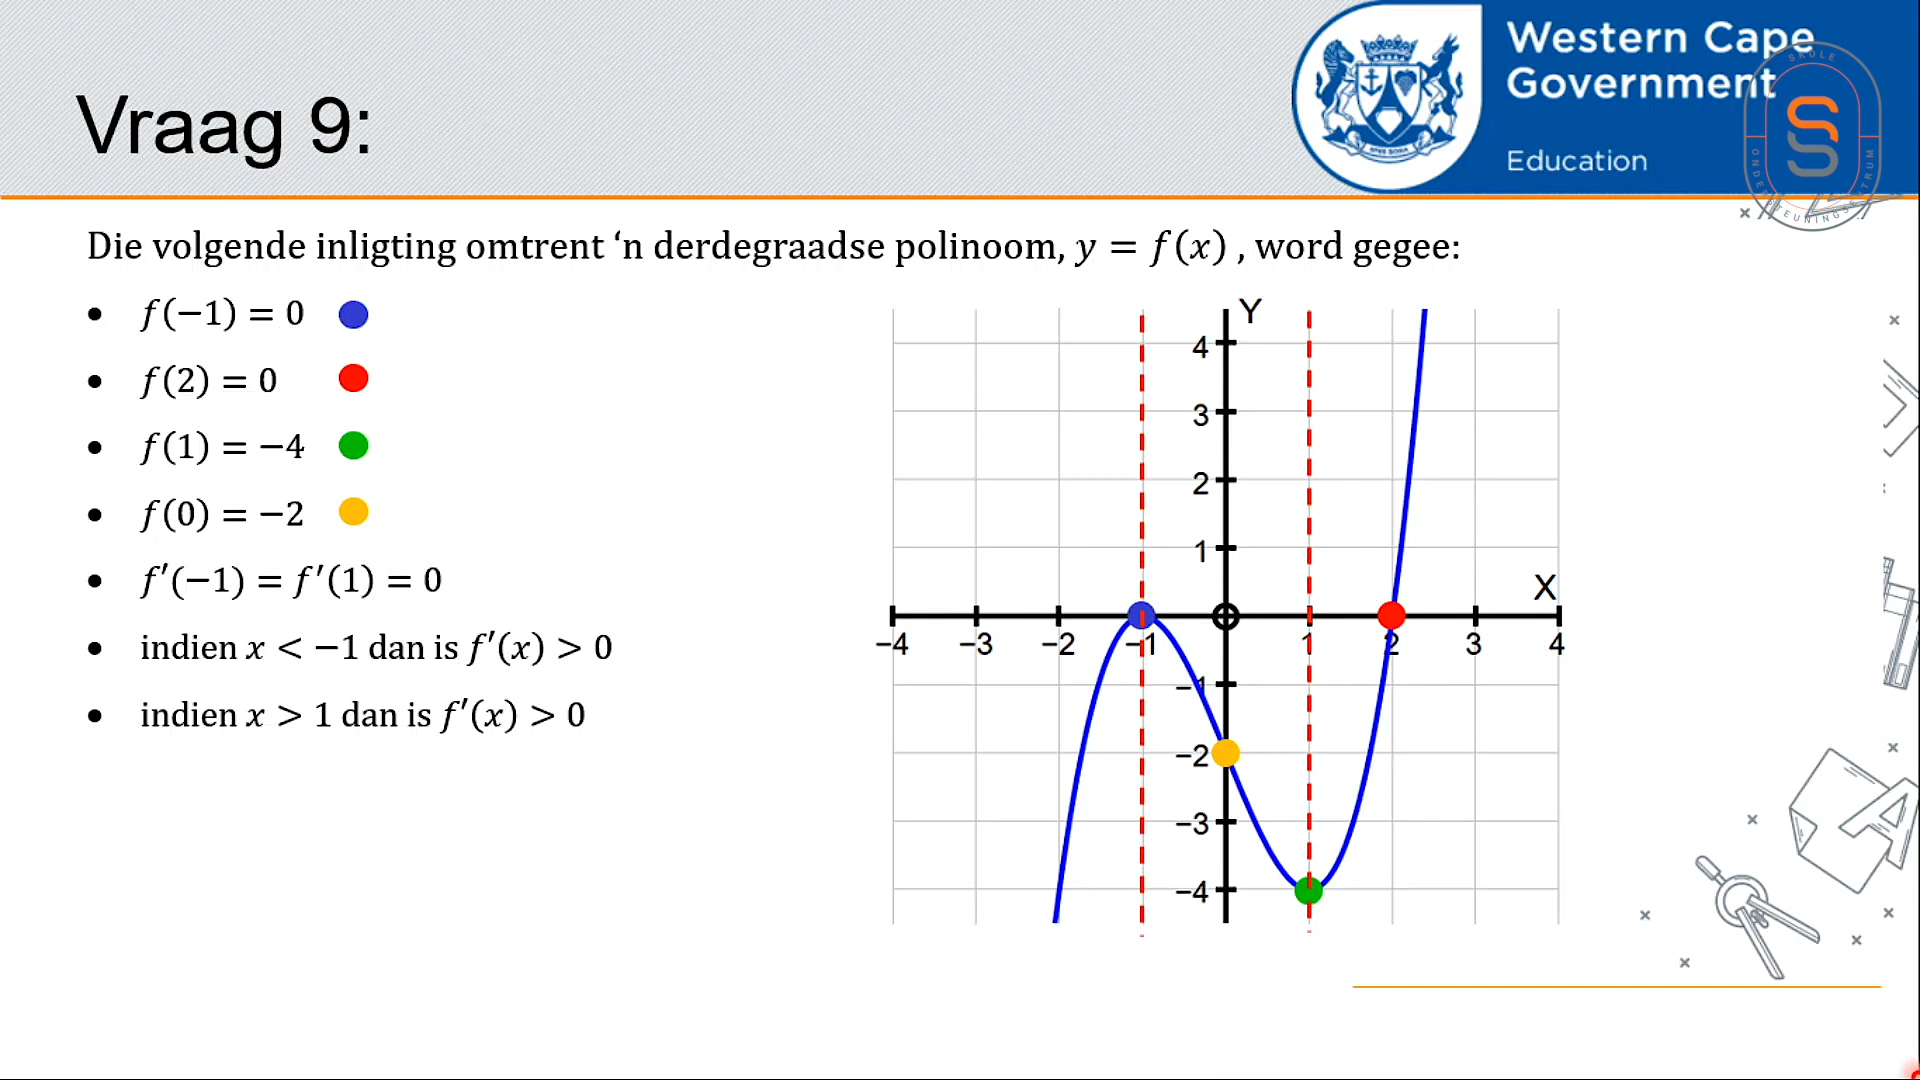 Western Cape
Government
Education
SKOLE
ONDERSTEUNINGSENTRUM
Vraag 9:
Die volgende inligting omtrent ‘n derdegraadse polinoom, y = f(x) , word gegee:
• f(−1) = 0
• f(2) = 0
• f(1) = −4
• f(0) = −2
• f′(−1) = f′(1) = 0
• indien x < −1 dan is f′(x) > 0
• indien x > 1 dan is f′(x) > 0
Y
4
3
2
1
X
−4 −3 −2 −1 1 2 3 4
−1
−2
−3
−4
A